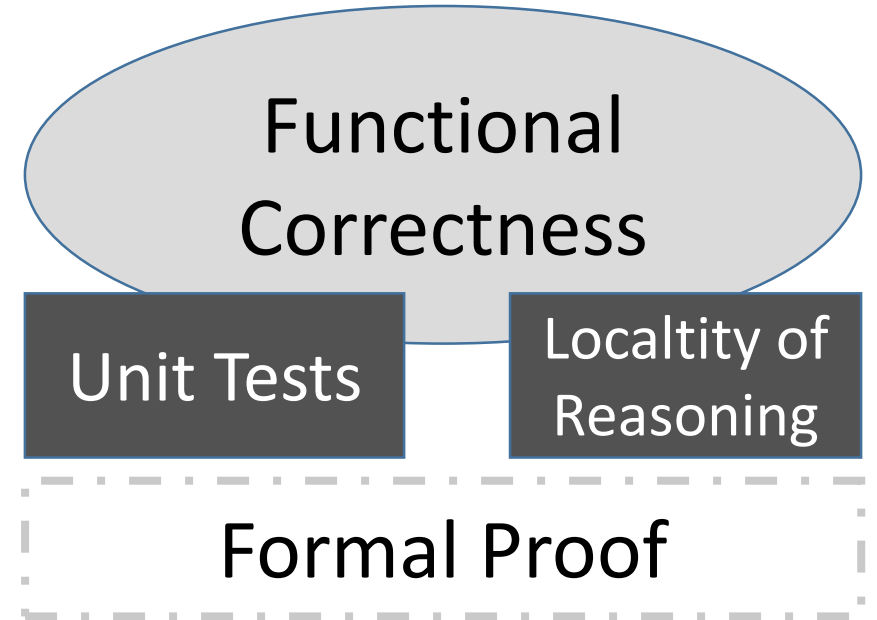 Functional
Correctness
Unit Tests
Localtity of
Reasoning
Formal Proof